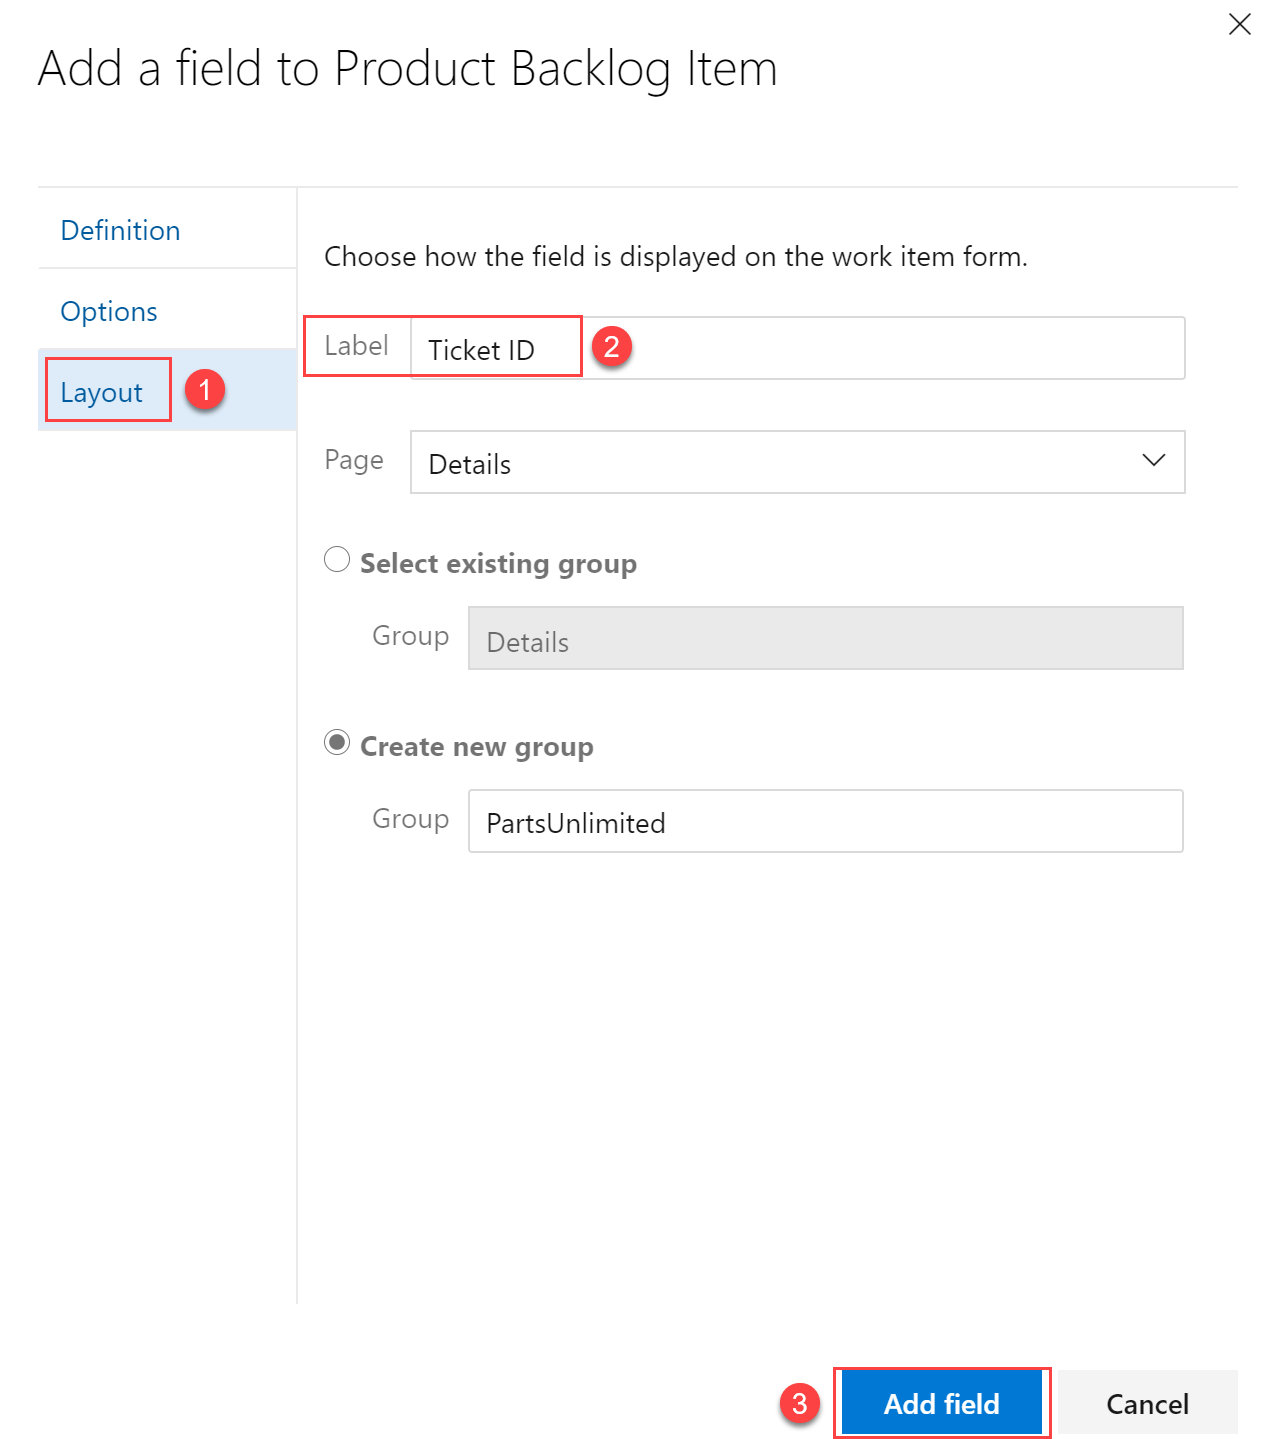 Add a field to Product Backlog Item
Definition
Options
Layout 1
Choose how the field is displayed on the work item form.
Label Ticket ID 2
Page Details
Select existing group
Group Details
Create new group
Group PartsUnlimited
3 Add field Cancel